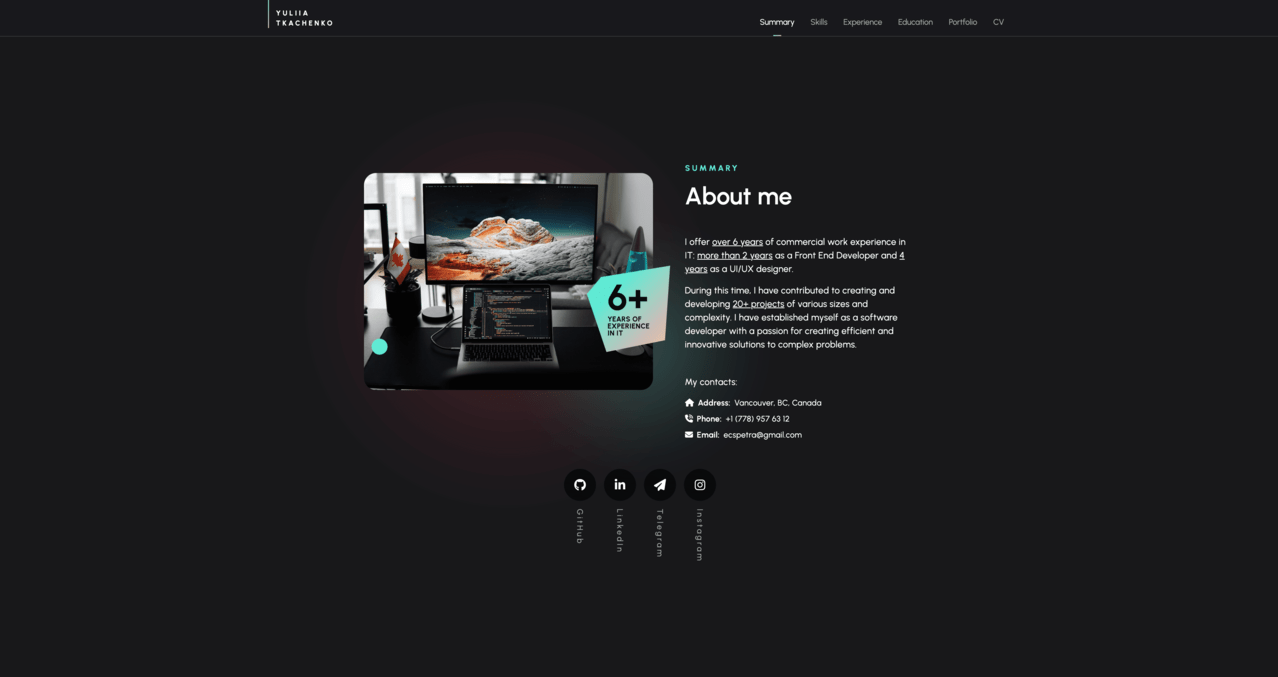 YULIIA
TKACHENKO
Summary Skills Experience Education Portfolio CV
SUMMARY
About me
I offer over 6 years of commercial work experience in
IT: more than 2 years as a Front End Developer and 4
years as a UI/UX designer.
During this time, I have contributed to creating and
developing 20+ projects of various sizes and
complexity. I have established myself as a software
developer with a passion for creating efficient and
innovative solutions to complex problems.
6+
YEARS OF
EXPERIENCE
IN IT
My contacts:
Address: Vancouver, BC, Canada
Phone: +1 (778) 957 63 12
Email: ecspetra@gmail.com
GitHub
LinkedIn
Telegram
Instagram